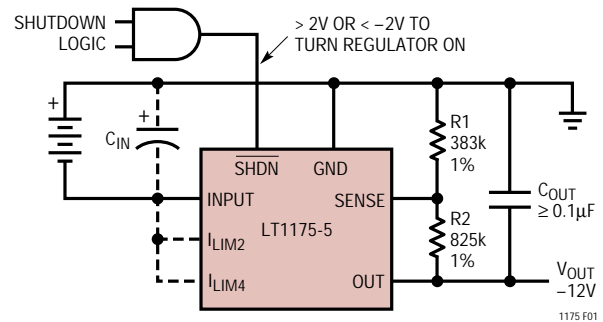 SHUTDOWN
LOGIC
> 2V OR < –2V TO
TURN REGULATOR ON
+
+
C_IN
R1
383k
1%
SHDN
GND
INPUT
SENSE
LT1175-5
I_LIM2
I_LIM4
OUT
R2
825k
1%
C_OUT
≥ 0.1µF
V_OUT
–12V
1175 F01